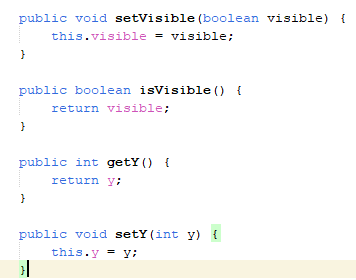 public void setVisible(boolean visible) {
    this.visible = visible;
}

public boolean isVisible() {
    return visible;
}

public int getY() {
    return y;
}

public void setY(int y) {
    this.y = y;
}